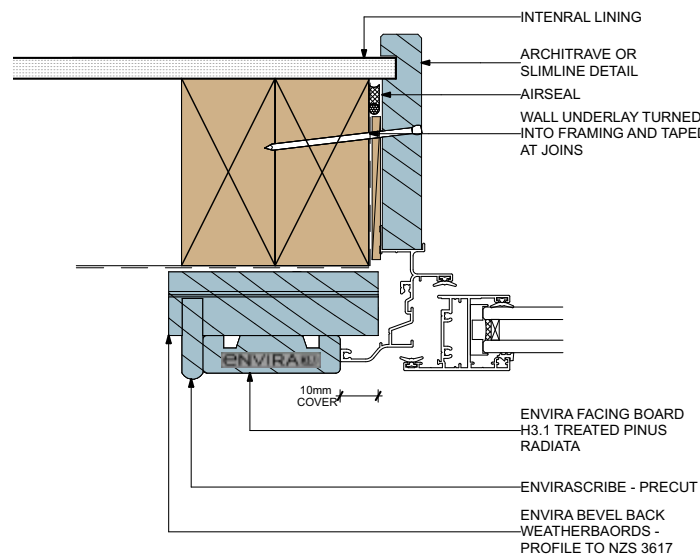 INTENRAL LINING
ARCHITRAVE OR
SLIMLINE DETAIL
AIRSEAL
WALL UNDERLAY TURNED
INTO FRAMING AND TAPED
AT JOINS
ENVIRA
10mm
COVER
ENVIRA FACING BOARD
H3.1 TREATED PINUS
RADIATA
ENVIRASCRIBE - PRECUT
ENVIRA BEVEL BACK
WEATHERBAORDS -
PROFILE TO NZS 3617